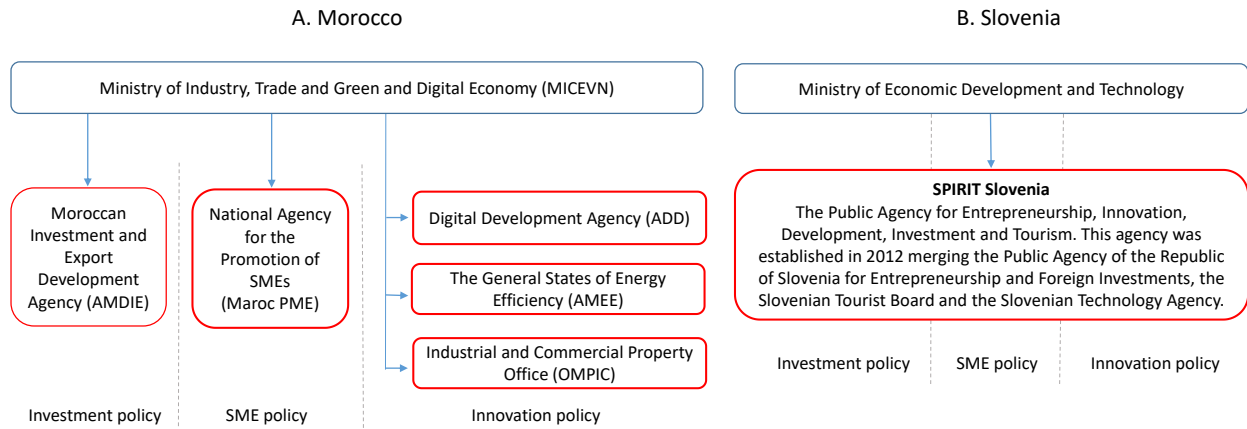 A. Morocco
Ministry of Industry, Trade and Green and Digital Economy (MICEVN)
Moroccan
Investment and
Export
Development
Agency (AMDIE)
National Agency
for the
Promotion of
SMEs
(Maroc PME)
Digital Development Agency (ADD)
The General States of Energy
Efficiency (AMEE)
Industrial and Commercial Property
Office (OMPIC)
Investment policy
SME policy
Innovation policy
B. Slovenia
Ministry of Economic Development and Technology
SPIRIT Slovenia
The Public Agency for Entrepreneurship, Innovation,
Development, Investment and Tourism. This agency was
established in 2012 merging the Public Agency of the Republic
of Slovenia for Entrepreneurship and Foreign Investments, the
Slovenian Tourist Board and the Slovenian Technology Agency.
Investment policy
SME policy
Innovation policy